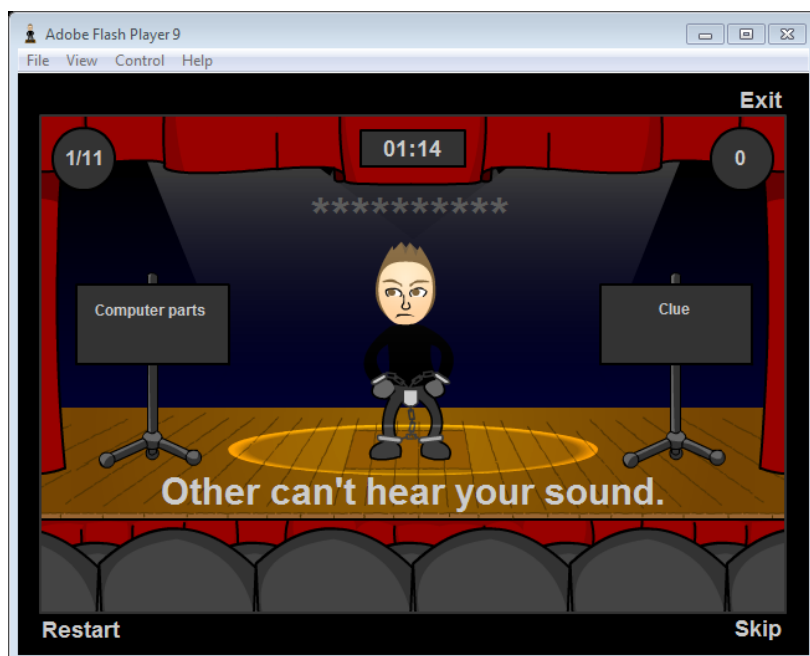 Adobe Flash Player 9
File View Control Help
Exit
1/11
01:14
0
**********
Computer parts
Clue
Other can't hear your sound.
Restart
Skip